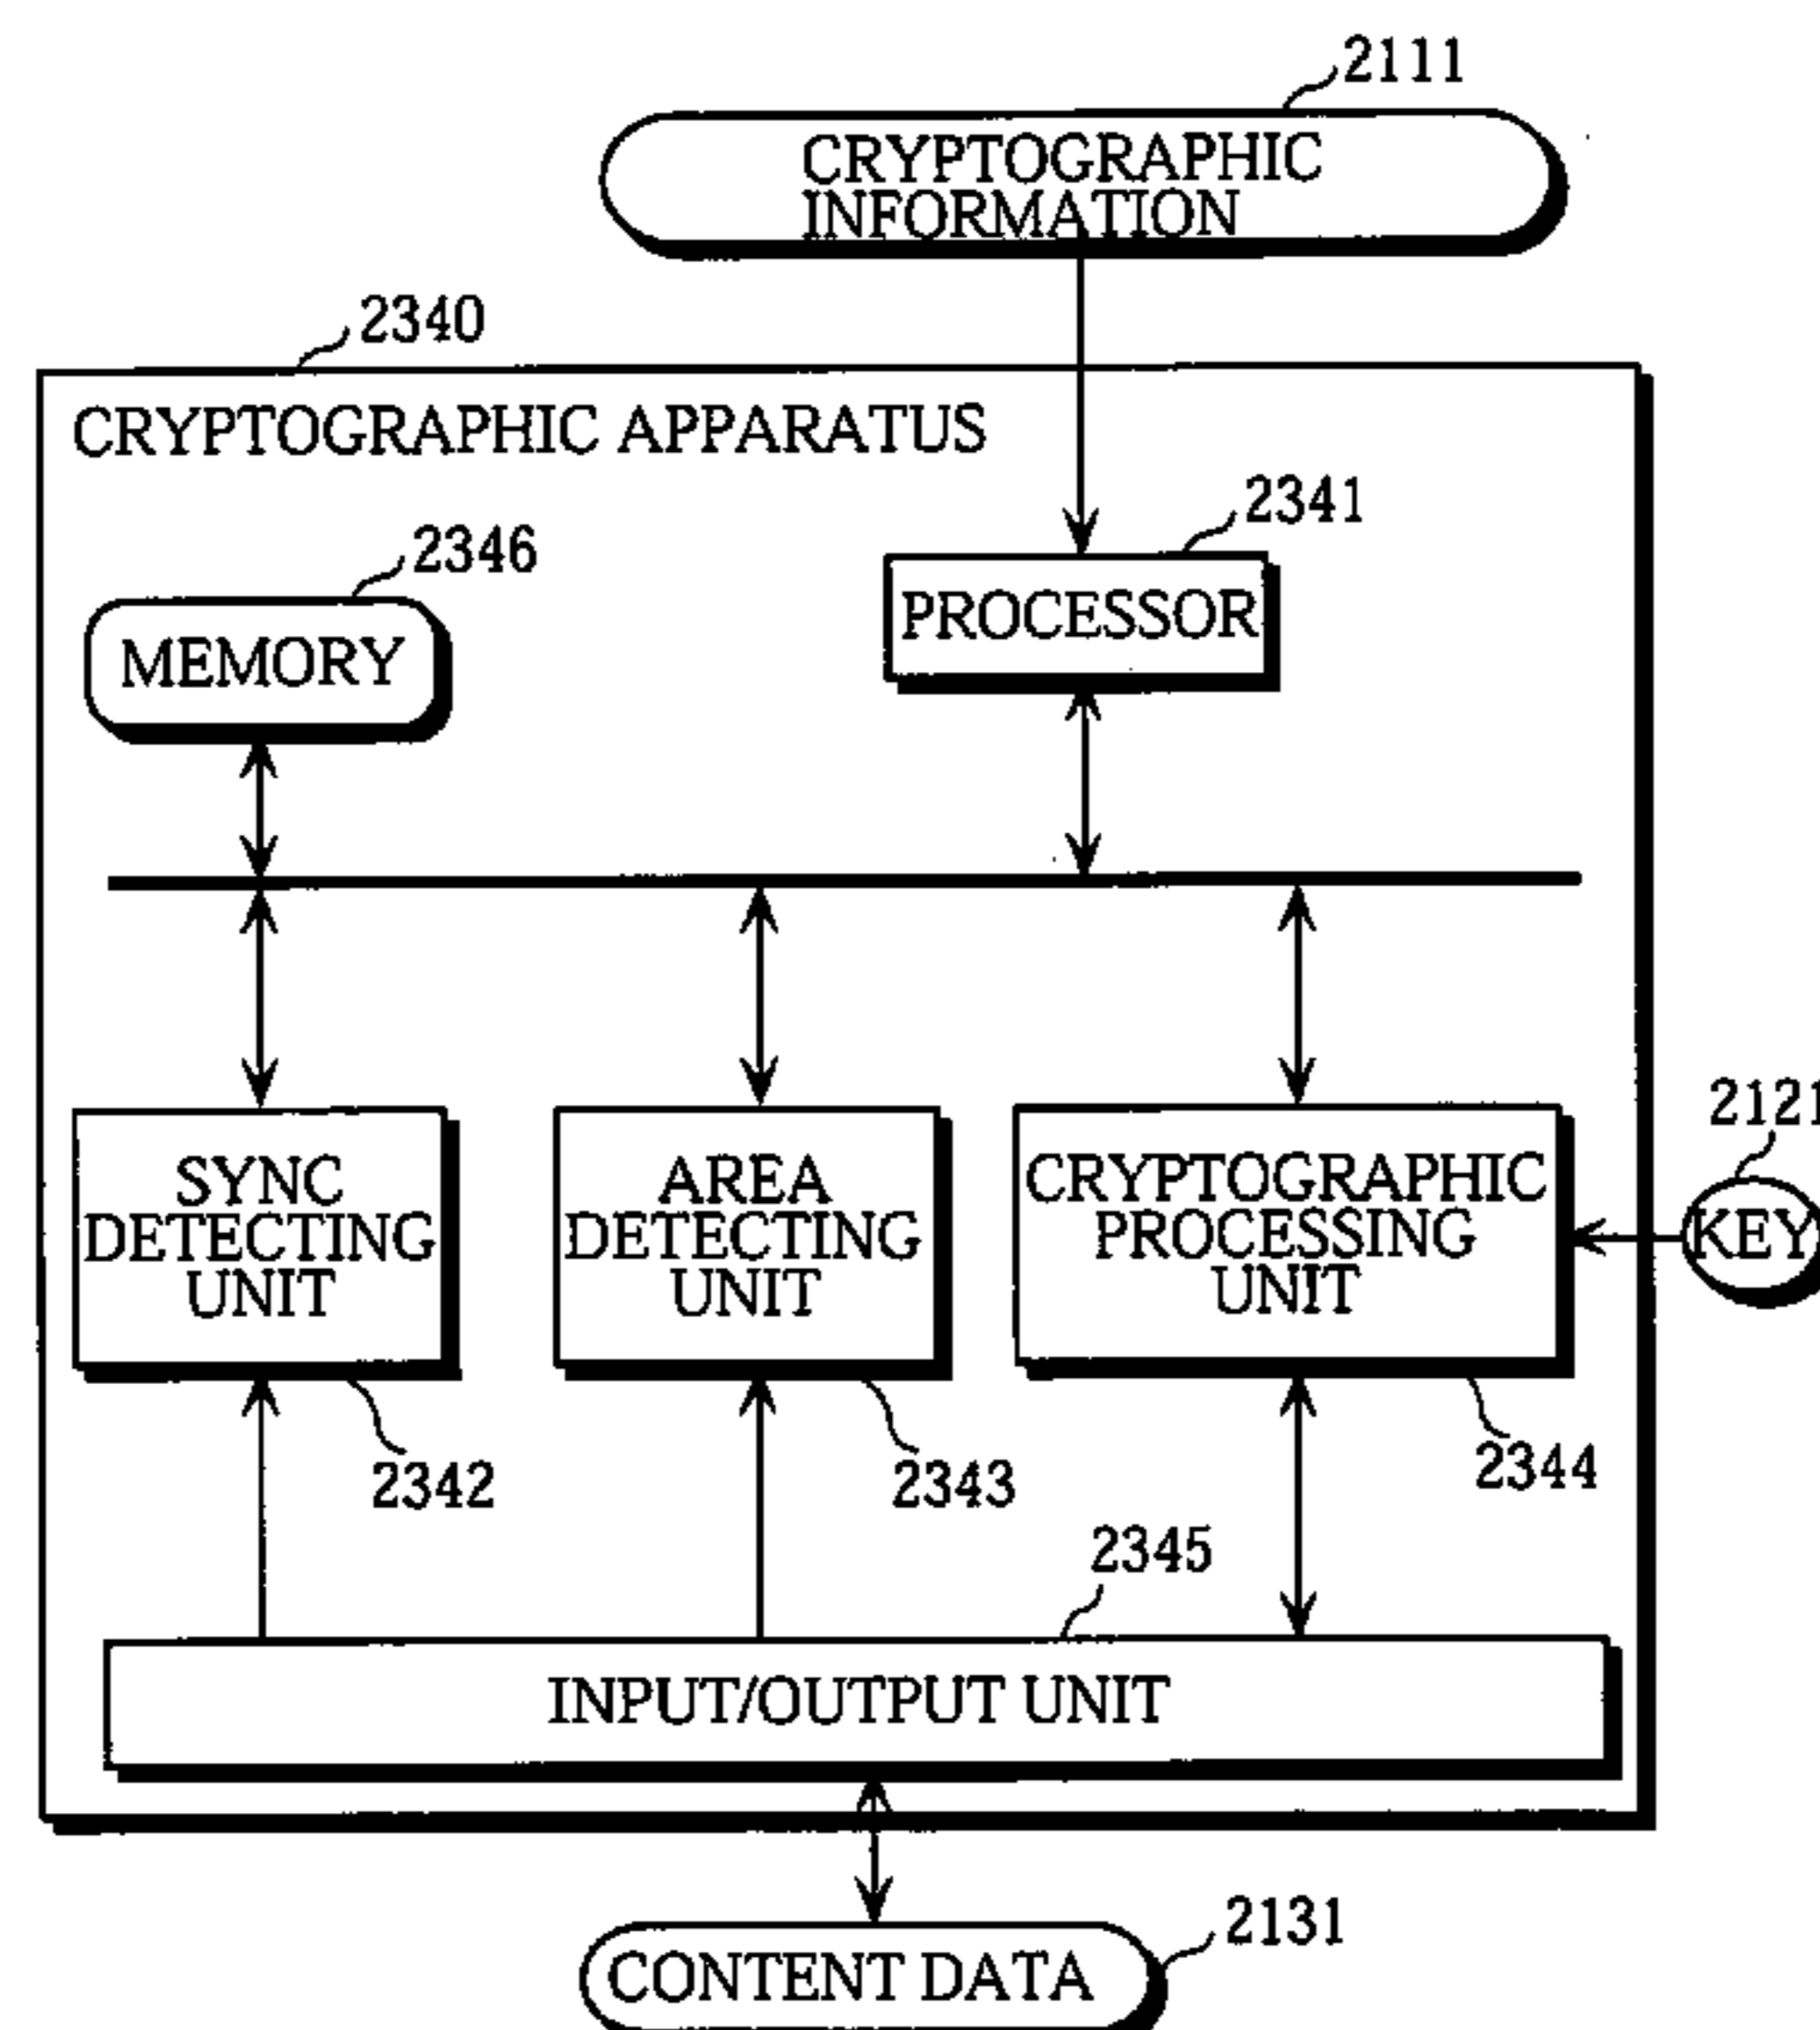 2111
CRYPTOGRAPHIC
INFORMATION
2340
CRYPTOGRAPHIC APPARATUS
2341
2346
PROCESSOR
MEMORY
2121
SYNC
DETECTING
UNIT
AREA
DETECTING
UNIT
CRYPTOGRAPHIC
PROCESSING
UNIT
KEY
2342
2343
2344
2345
INPUT/OUTPUT UNIT
2131
CONTENT DATA